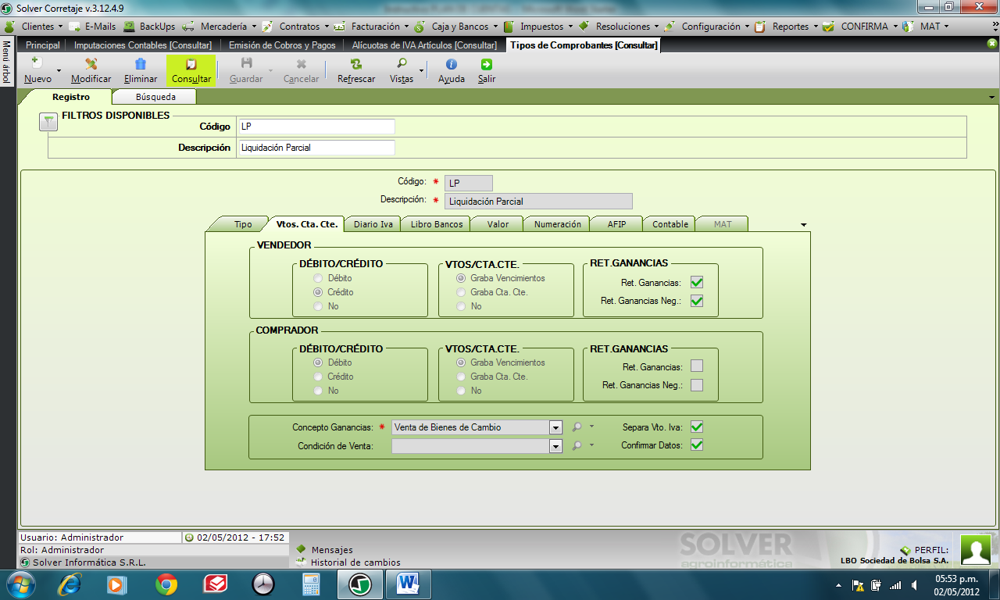 Solver Corretaje v.3.12.4.9
Clientes E-Mails BackUps Mercadería Contratos Facturación Caja y Bancos Impuestos Resoluciones Configuración Reportes CONFIRMA MAT
Menú árbol
Principal Imputaciones Contables [Consultar] Emisión de Cobros y Pagos Alícuotas de IVA Artículos [Consultar] Tipos de Comprobantes [Consultar]
Nuevo Modificar Eliminar Consultar Guardar Cancelar Refrescar Vistas Ayuda Salir
Registro Búsqueda
FILTROS DISPONIBLES
Código LP
Descripción Liquidación Parcial
Código: * LP
Descripción: * Liquidación Parcial
Tipo Vtos. Cta. Cte. Diario Iva Libro Bancos Valor Numeración AFIP Contable MAT
VENDEDOR
DÉBITO/CRÉDITO VTOS/CTA.CTE. RET.GANANCIAS
Débito Graba Vencimientos Ret. Ganancias:
Crédito Graba Cta. Cte. Ret. Ganancias Neg.:
No No
COMPRADOR
DÉBITO/CRÉDITO VTOS/CTA.CTE. RET.GANANCIAS
Débito Graba Vencimientos Ret. Ganancias:
Crédito Graba Cta. Cte. Ret. Ganancias Neg.:
No No
Concepto Ganancias: * Venta de Bienes de Cambio Separa Vto. Iva:
Condición de Venta: Confirmar Datos:
Usuario: Administrador 02/05/2012 - 17:52
Rol: Administrador
Solver Informática S.R.L.
Mensajes
Historial de cambios
SOLVER
agroinformática
PERFIL:
LBO Sociedad de Bolsa S.A.
05:53 p.m.
02/05/2012